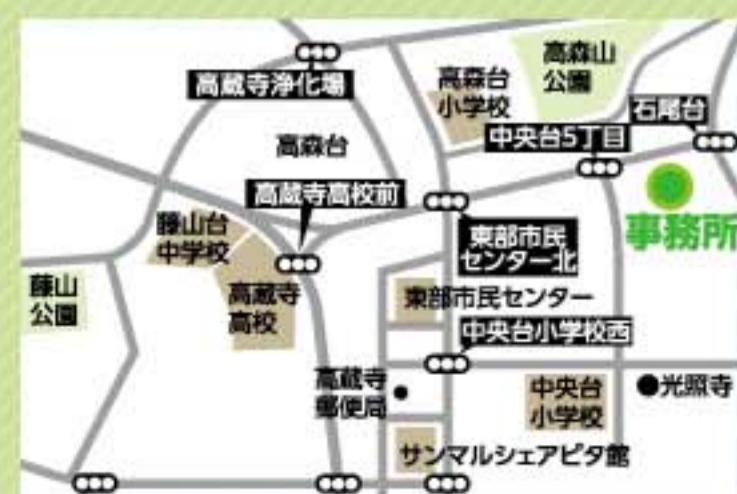 高森山
公園
高蔵寺浄化場
高森台
小学校
石尾台
中央台5丁目
高森台
高蔵寺高校前
藤山台
中学校
東部市民
センター北
事務所
藤山
公園
高蔵寺
高校
東部市民センター
中央台小学校西
高蔵寺
郵便局
中央台
小学校
光照寺
サンマルシェアピタ館